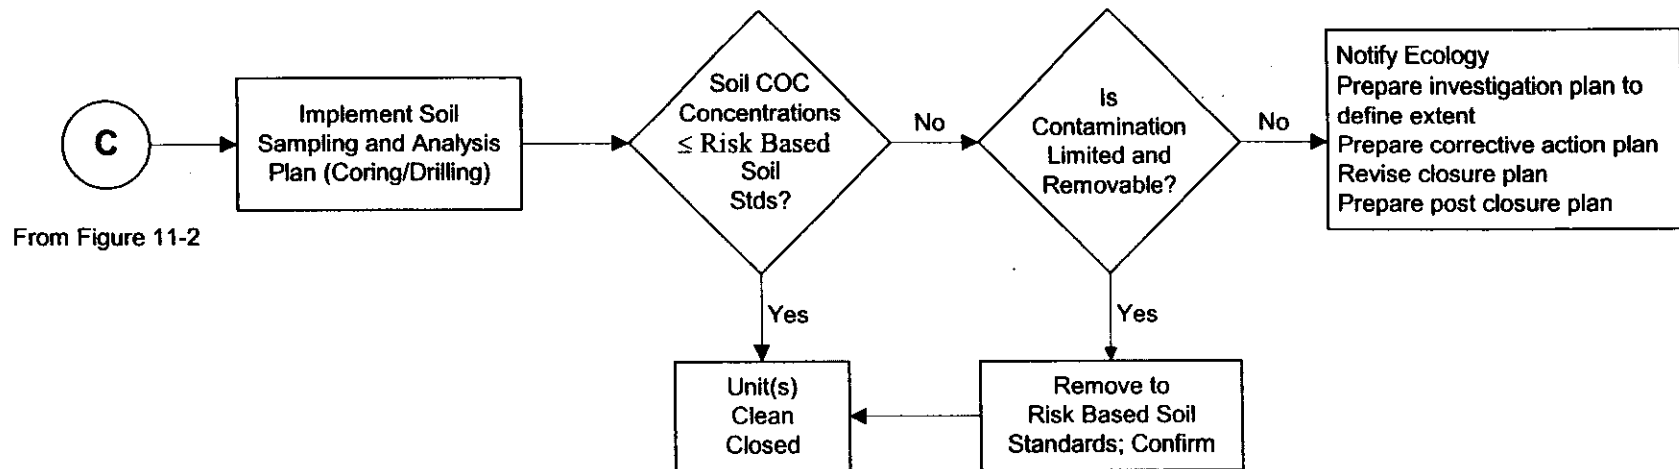 C
From Figure 11-2
Implement Soil
Sampling and Analysis
Plan (Coring/Drilling)
Soil COC
Concentrations
≤ Risk Based
Soil
Stds?
No
Is
Contamination
Limited and
Removable?
No
Notify Ecology
Prepare investigation plan to
define extent
Prepare corrective action plan
Revise closure plan
Prepare post closure plan
Yes
Yes
Unit(s)
Clean
Closed
Remove to
Risk Based Soil
Standards; Confirm